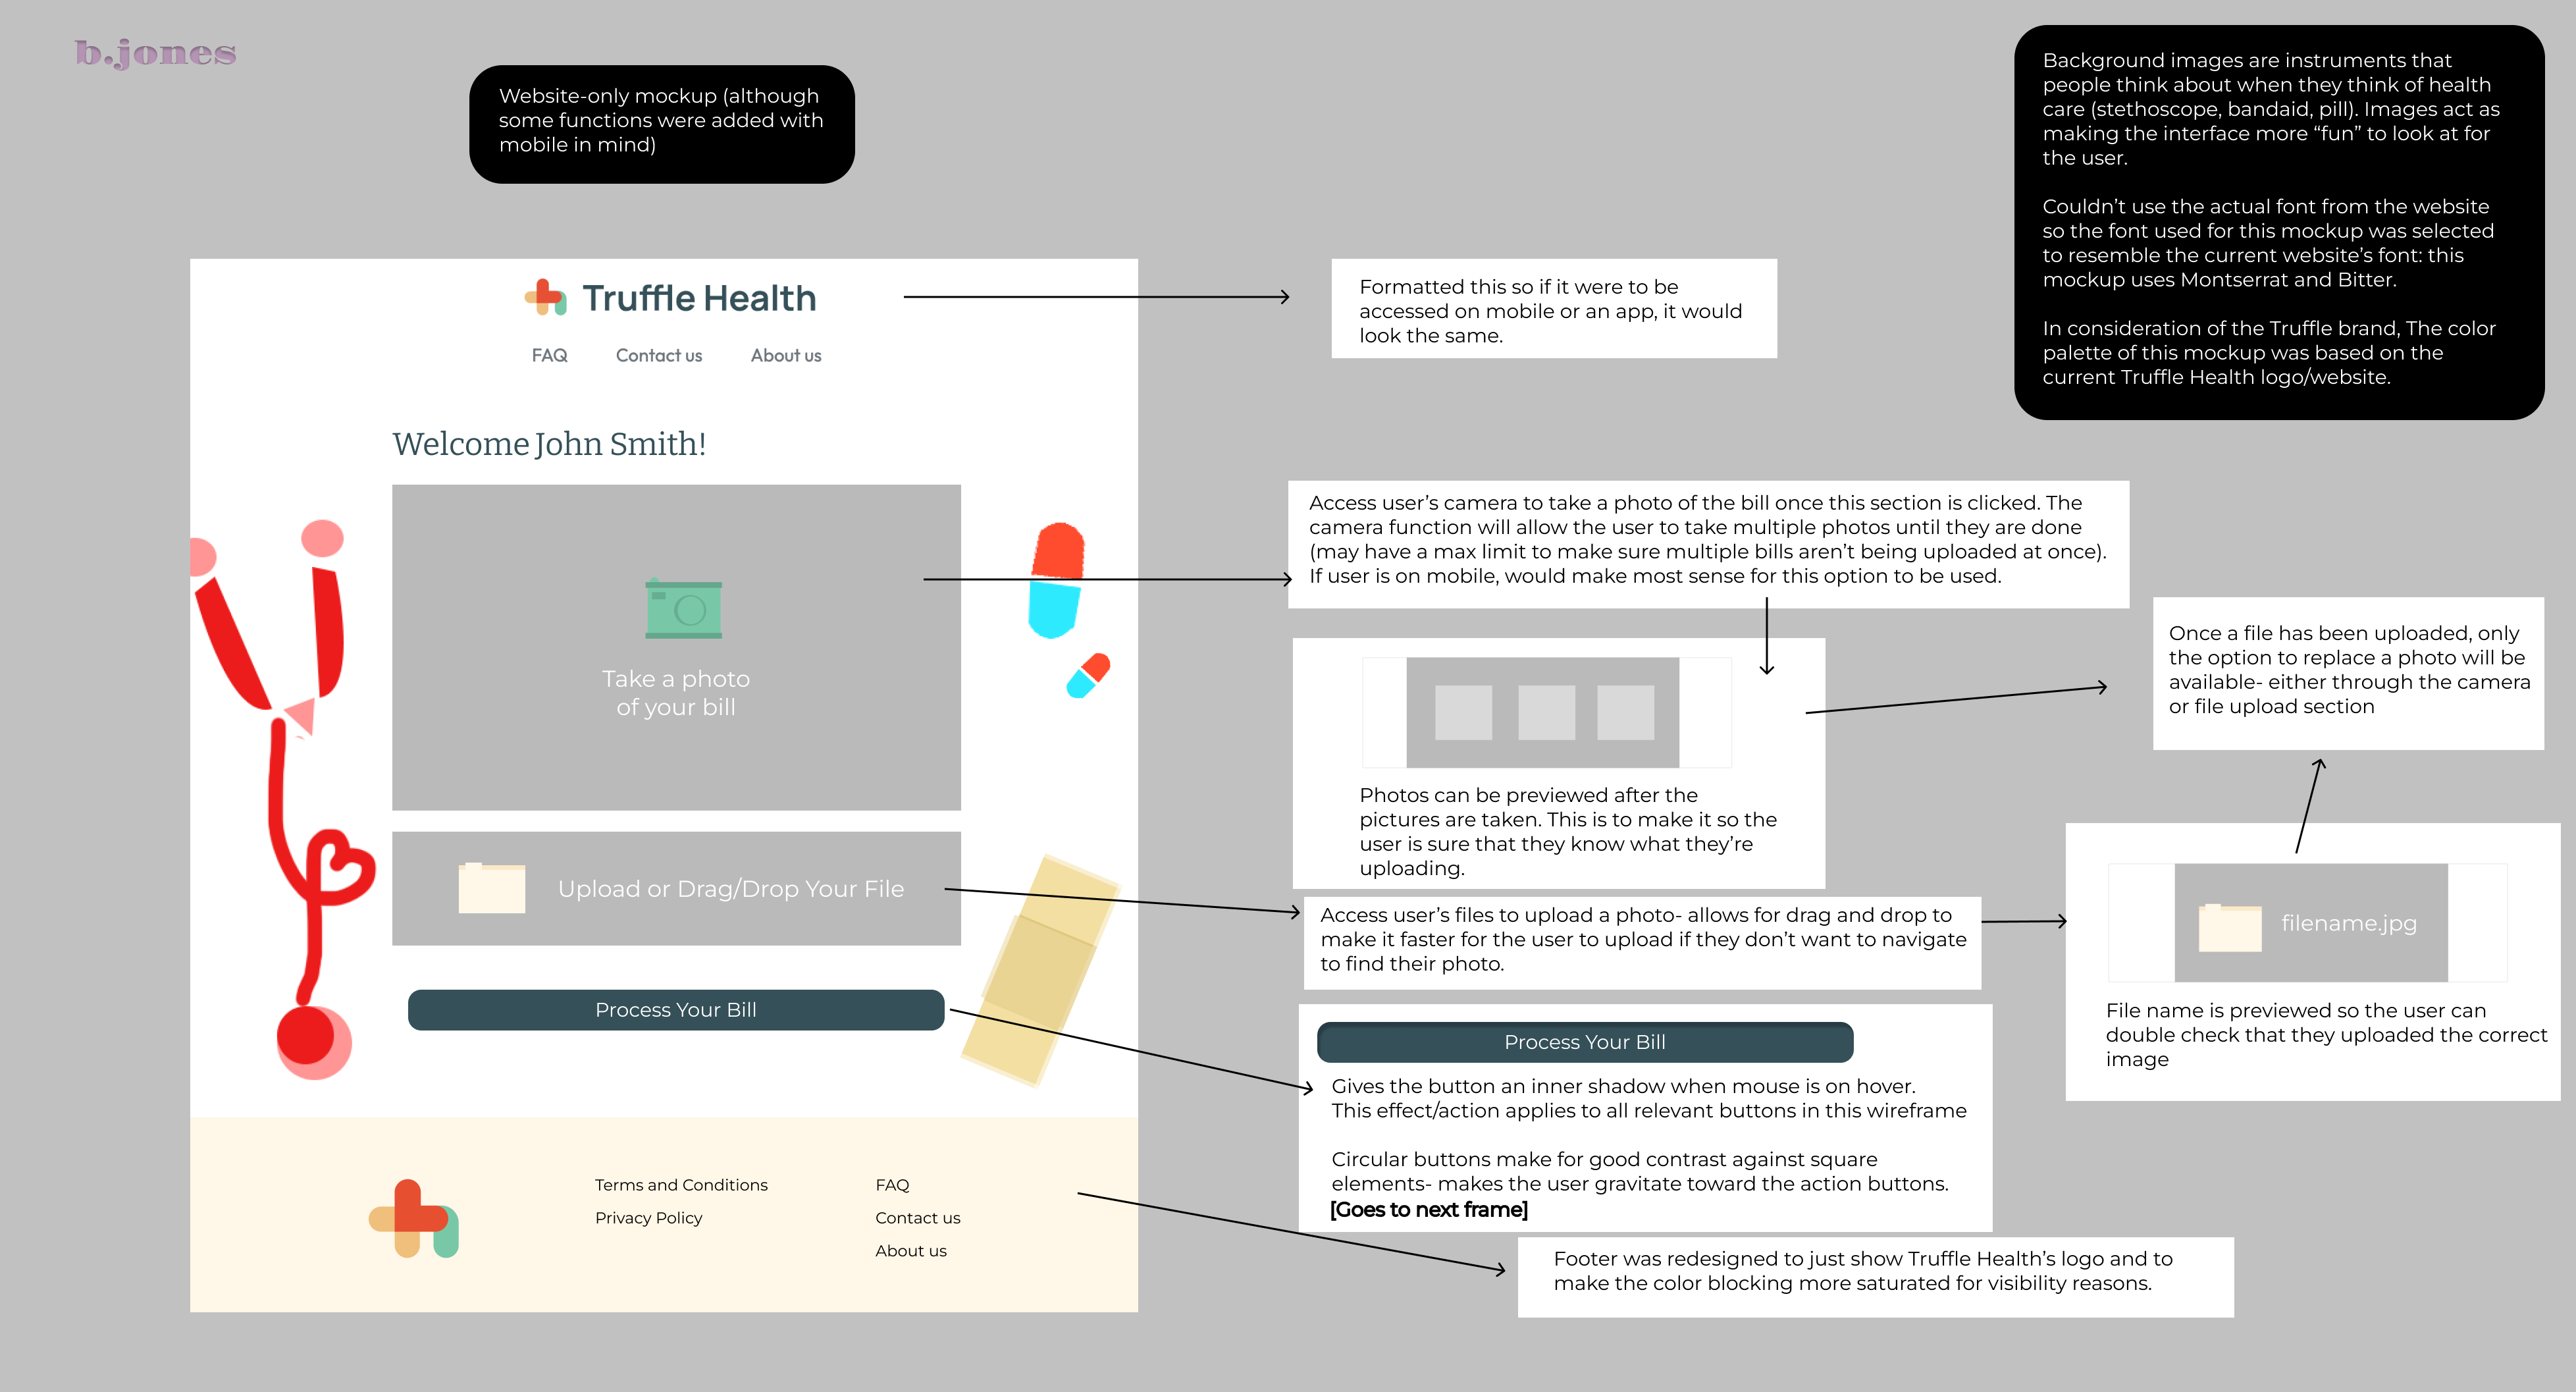 b.jones
Website-only mockup (although
some functions were added with
mobile in mind)
Background images are instruments that
people think about when they think of health
care (stethoscope, bandaid, pill). Images act as
making the interface more “fun” to look at for
the user.
Couldn’t use the actual font from the website
so the font used for this mockup was selected
to resemble the current website’s font: this
mockup uses Montserrat and Bitter.
In consideration of the Truffle brand, The color
palette of this mockup was based on the
current Truffle Health logo/website.
Truffle Health
FAQ
Contact us
About us
Formatted this so if it were to be
accessed on mobile or an app, it would
look the same.
Welcome John Smith!
Take a photo
of your bill
Access user’s camera to take a photo of the bill once this section is clicked. The
camera function will allow the user to take multiple photos until they are done
(may have a max limit to make sure multiple bills aren’t being uploaded at once).
If user is on mobile, would make most sense for this option to be used.
Photos can be previewed after the
pictures are taken. This is to make it so the
user is sure that they know what they’re
uploading.
Once a file has been uploaded, only
the option to replace a photo will be
available- either through the camera
or file upload section
Upload or Drag/Drop Your File
Access user’s files to upload a photo- allows for drag and drop to
make it faster for the user to upload if they don’t want to navigate
to find their photo.
filename.jpg
File name is previewed so the user can
double check that they uploaded the correct
image
Process Your Bill
Process Your Bill
Gives the button an inner shadow when mouse is on hover.
This effect/action applies to all relevant buttons in this wireframe
Circular buttons make for good contrast against square
elements- makes the user gravitate toward the action buttons.
[Goes to next frame]
Terms and Conditions
Privacy Policy
FAQ
Contact us
About us
Footer was redesigned to just show Truffle Health’s logo and to
make the color blocking more saturated for visibility reasons.